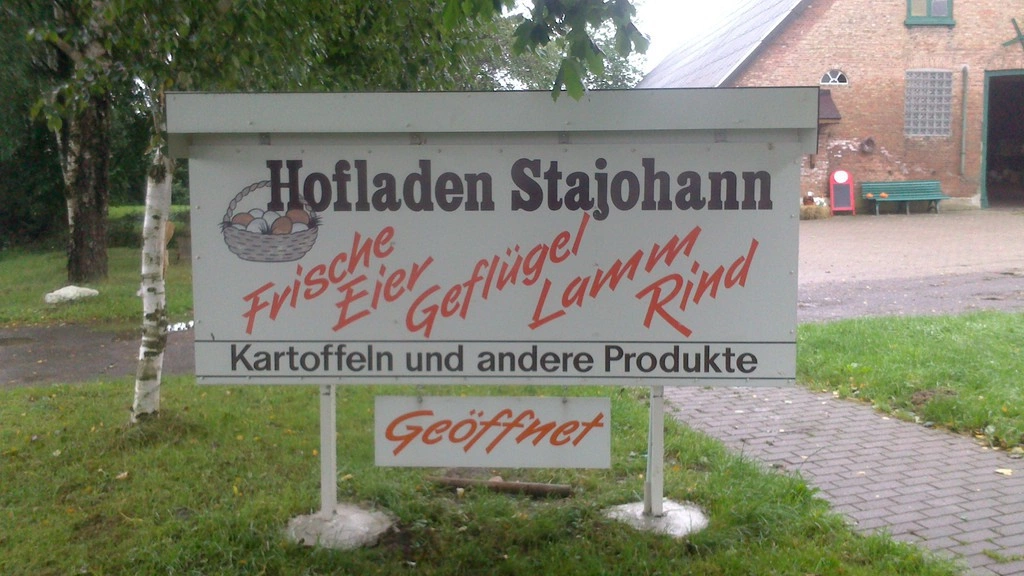 Hofladen Stajohann
Frische Eier Geflügel Lamm Rind
Kartoffeln und andere Produkte
Geöffnet